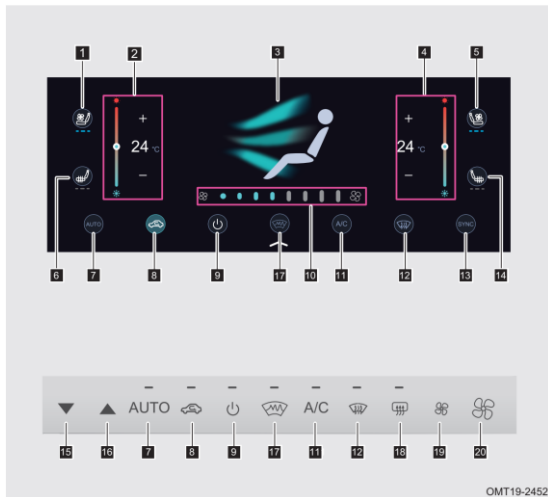 1 2 3 4 5
+ +
24 °C 24 °C
− −
AUTO A/C SYNC
6 7 8 9 17 10 11 12 13 14
AUTO A/C
15 16 7 8 9 17 11 12 18 19 20
OMT19-2452